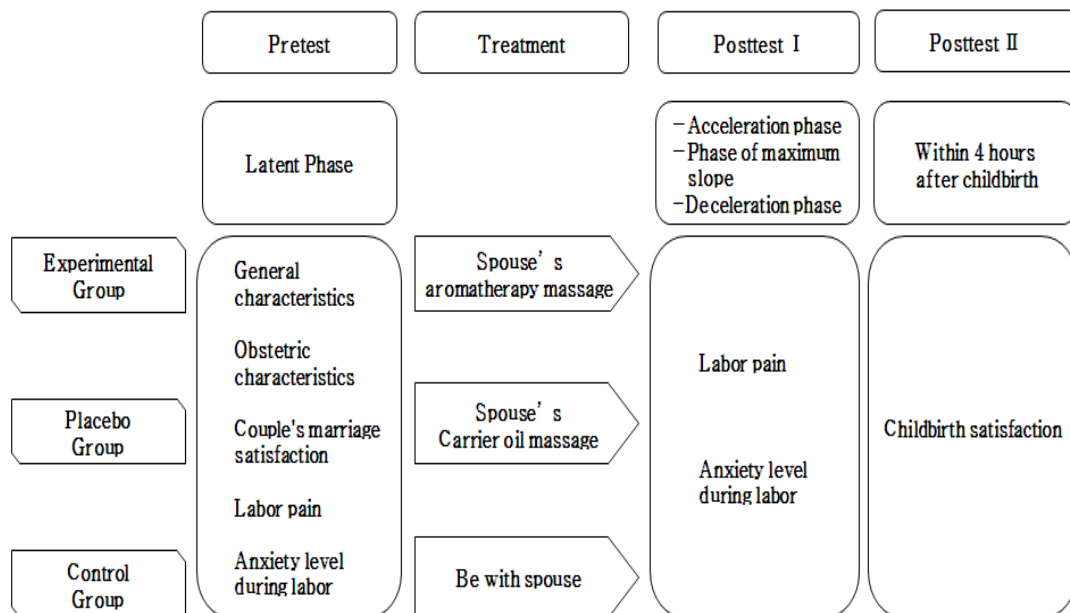 Pretest
Treatment
Posttest Ⅰ
Posttest Ⅱ
Latent Phase
-Acceleration phase
-Phase of maximum
slope
-Deceleration phase
Within 4 hours
after childbirth
Experimental
Group
Placebo
Group
Control
Group
General
characteristics
Obstetric
characteristics
Couple's marriage
satisfaction
Labor pain
Anxiety level
during labor
Spouse’s
aromatherapy massage
Spouse’s
Carrier oil massage
Be with spouse
Labor pain
Anxiety level
during labor
Childbirth satisfaction